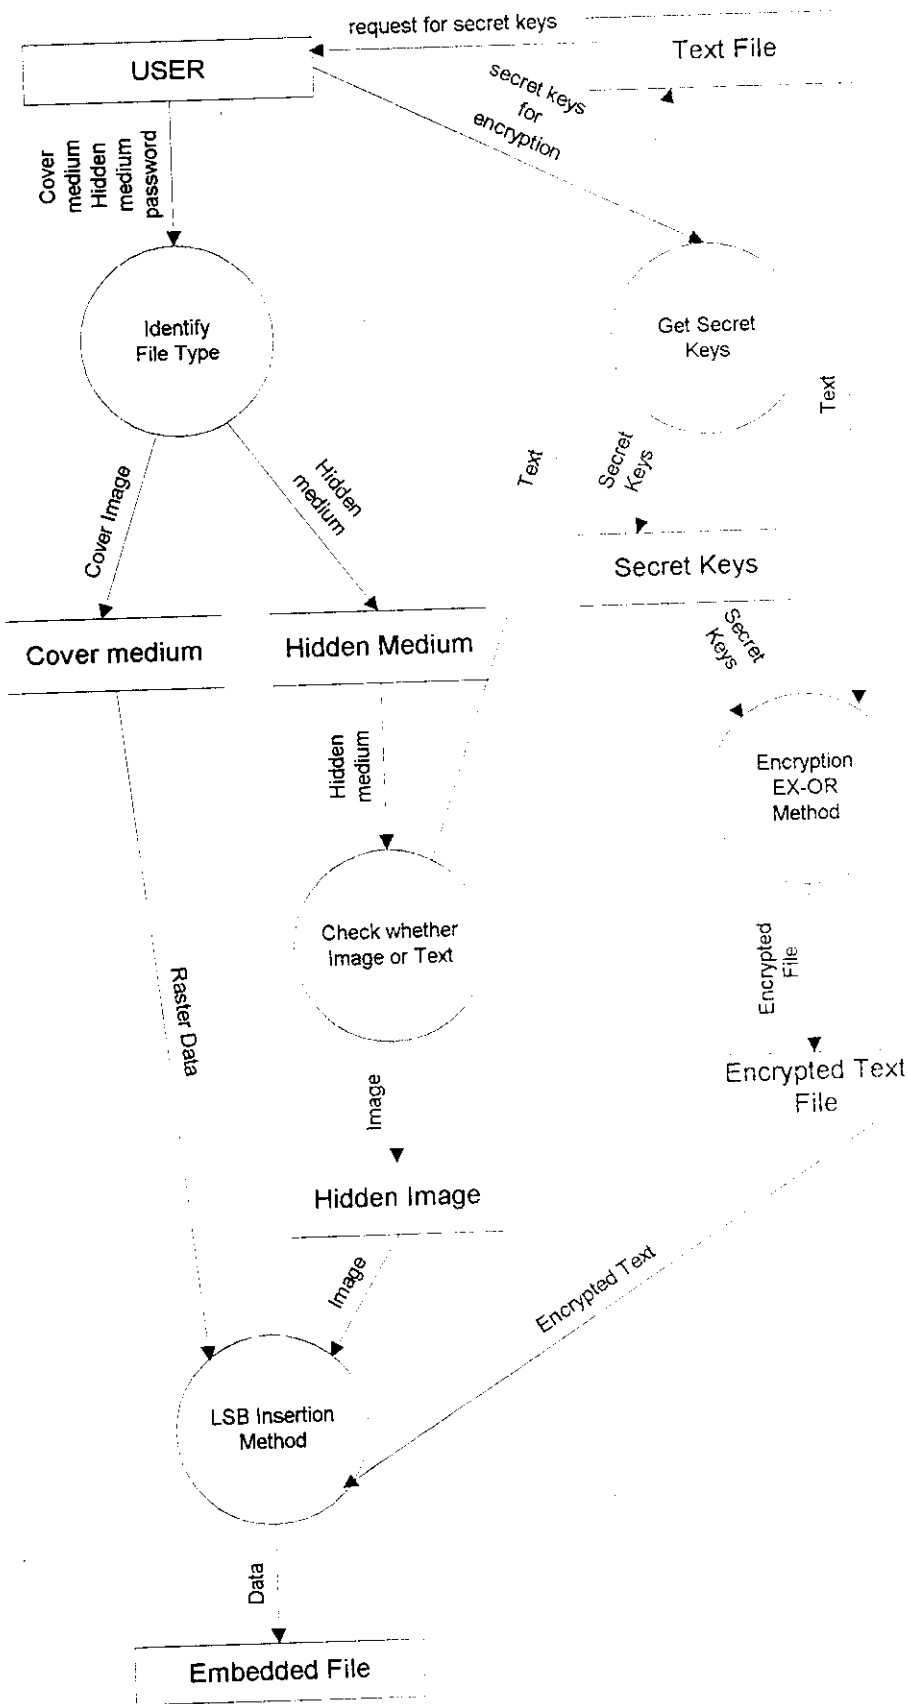 request for secret keys
USER
Text File
secret keys
for
encryption
Cover
medium
Hidden
medium
password
Identify
File Type
Get Secret
Keys
Text
Text
Secret
Keys
Cover Image
Hidden
medium
Secret Keys
Secret
Keys
Cover medium
Hidden Medium
Hidden
medium
Encryption
EX-OR
Method
Check whether
Image or Text
Encrypted
File
Raster Data
Encrypted Text
File
Image
Hidden Image
Image
Encrypted Text
LSB Insertion
Method
Data
Embedded File